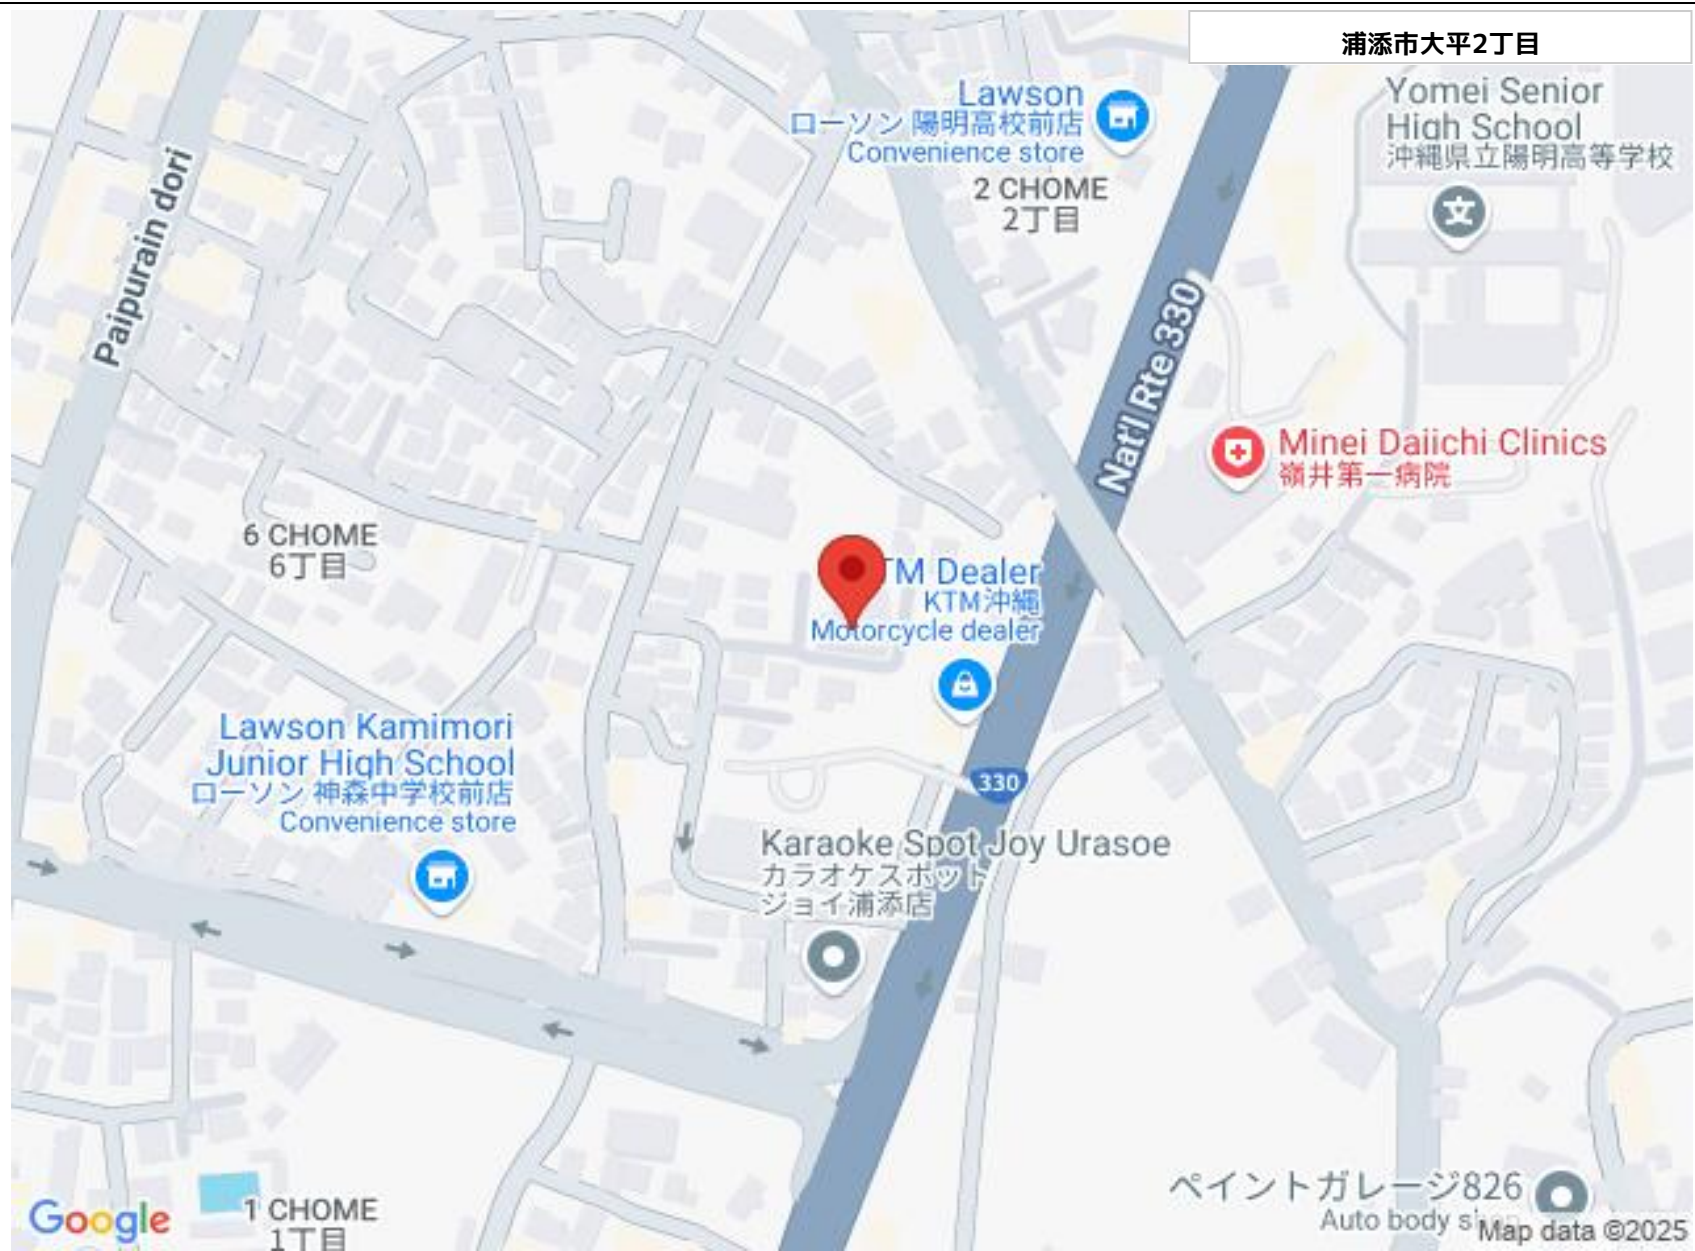 浦添市大平2丁目
Lawson
ローソン 陽明高校前店
Convenience store
2 CHOME
2丁目
Yomei Senior
High School
沖縄県立陽明高等学校
Paipurain dori
Nat'l Rte 330
Minei Daiichi Clinics
嶺井第一病院
6 CHOME
6丁目
TM Dealer
KTM沖縄
Motorcycle dealer
Lawson Kamimori
Junior High School
ローソン 神森中学校前店
Convenience store
330
Karaoke Spot Joy Urasoe
カラオケスポット
ジョイ浦添店
ペイントガレージ826
Auto body
1 CHOME
1丁目
Google
Map data ©2025
文